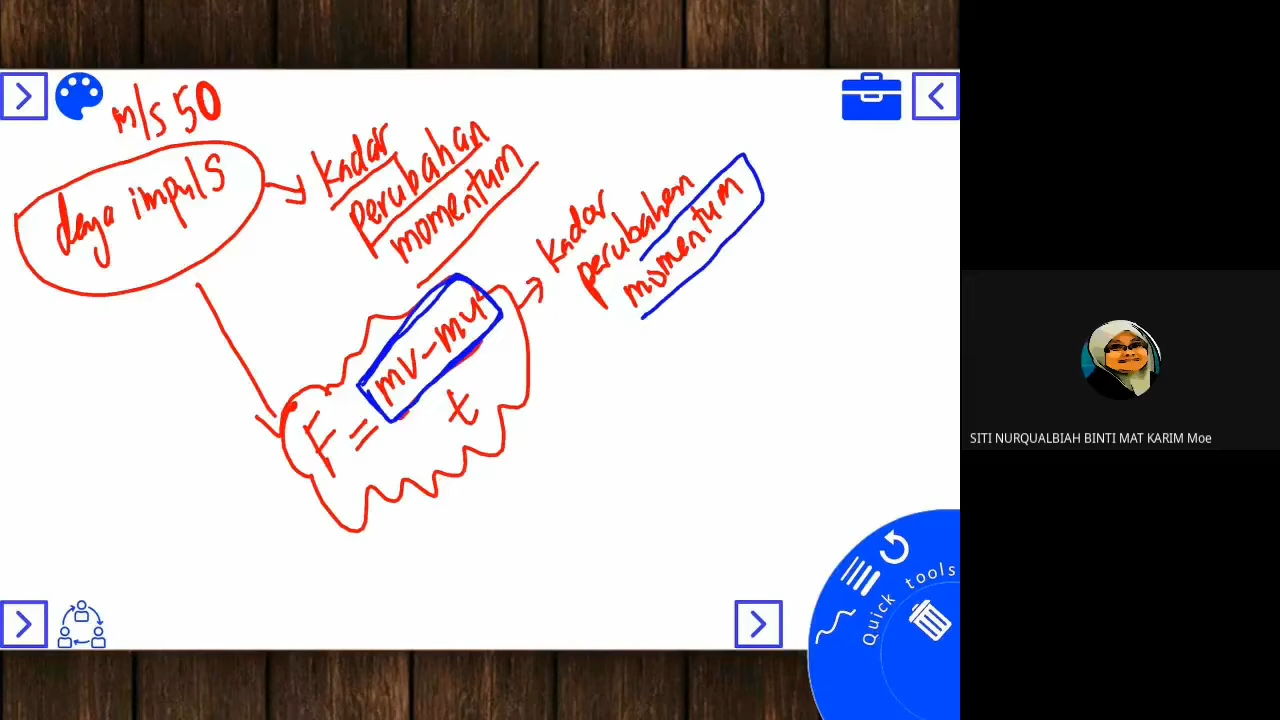 m/s 50
daya impuls
kadar
perubahan
momentum
kadar
perubahan
momentum
F = mv - mu
t
Quick tools
SITI NURQUALBIAH BINTI MAT KARIM Moe